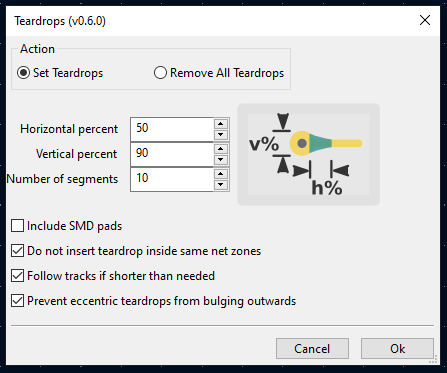 Teardrops (v0.6.0)
Action
Set Teardrops
Remove All Teardrops
Horizontal percent 50
Vertical percent 90
Number of segments 10
v%
h%
Include SMD pads
Do not insert teardrop inside same net zones
Follow tracks if shorter than needed
Prevent eccentric teardrops from bulging outwards
Cancel
Ok